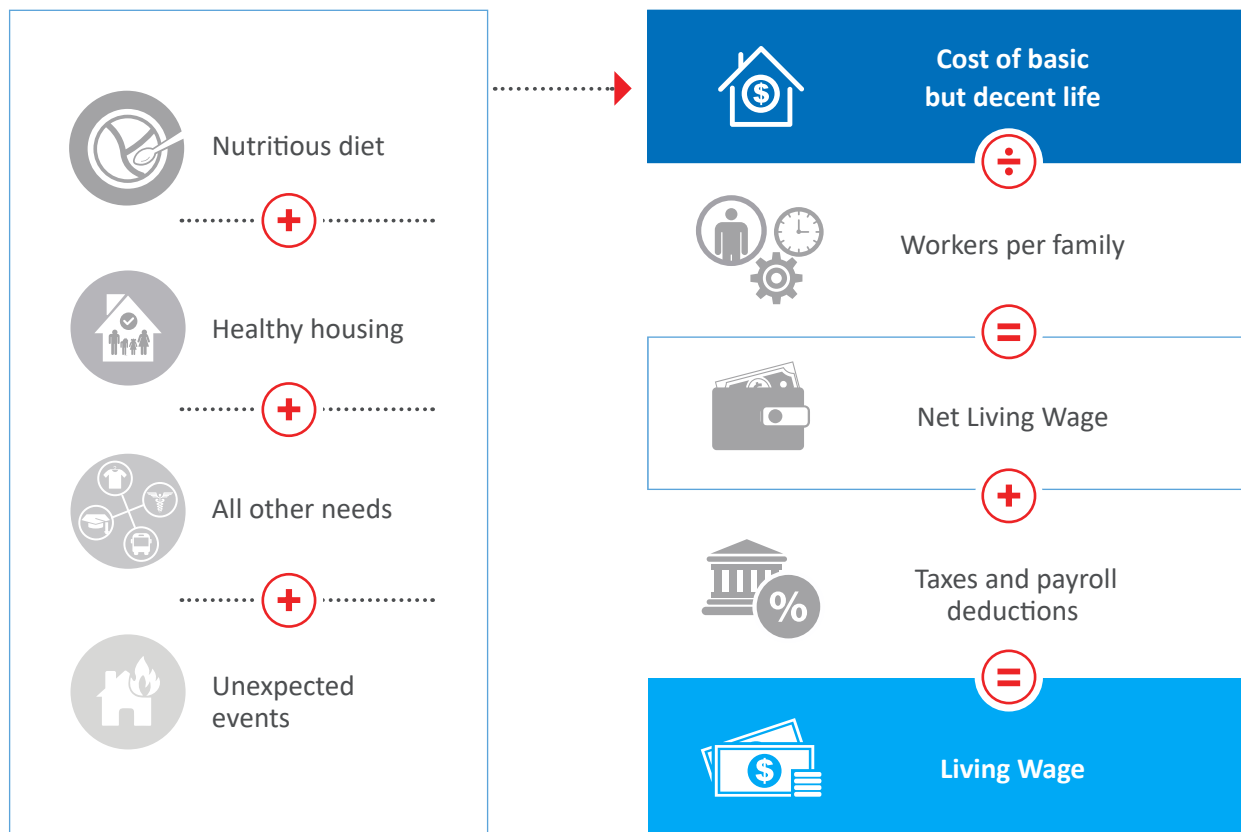 Nutritious diet
+
Healthy housing
+
All other needs
+
Unexpected
events
$
Cost of basic
but decent life
÷
Workers per family
=
Net Living Wage
+
%
Taxes and payroll
deductions
=
$
Living Wage